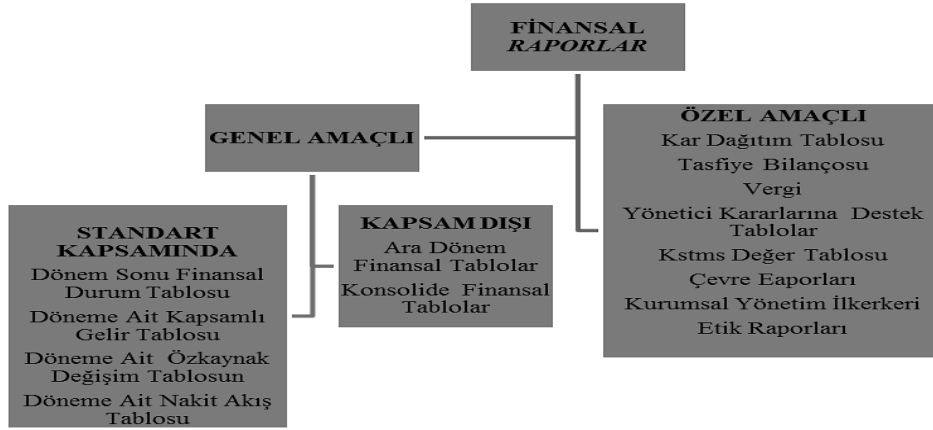 FİNANSAL
RAPORLAR
GENEL AMAÇLI
STANDART
KAPSAMINDA
Dönem Sonu Finansal
Durum Tablosu
Döneme Ait Kapsamlı
Gelir Tablosu
Döneme Ait Özkaynak
Değişim Tablosun
Döneme Ait Nakit Akış
Tablosu
KAPSAM DIŞI
Ara Dönem
Finansal Tablolar
Konsolide Finansal
Tablolar
ÖZEL AMAÇLI
Kar Dağıtım Tablosu
Tasfiye Bilançosu
Vergi
Yönetici Kararlarına Destek
Tablolar
Kstms Değer Tablosu
Çevre Eaporları
Kurumsal Yönetim İlkerkeri
Etik Raporları